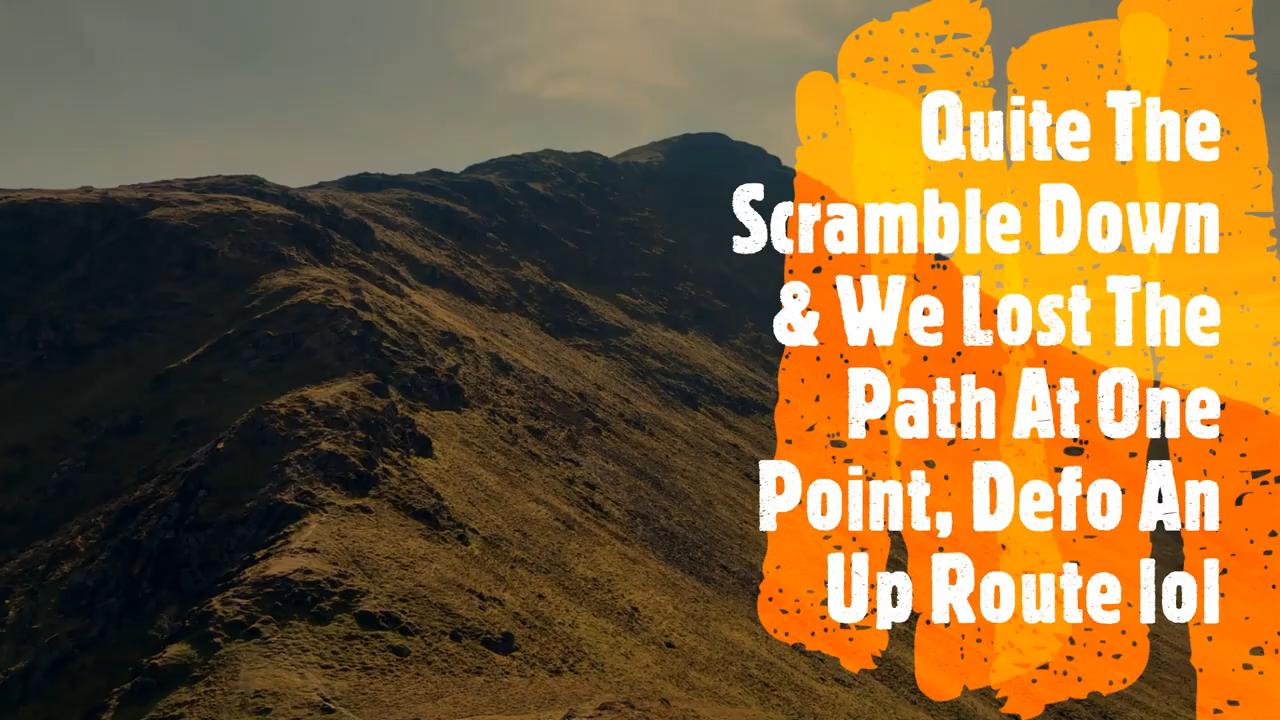 Quite The
Scramble Down
& We Lost The
Path At One
Point, Defo An
Up Route lol